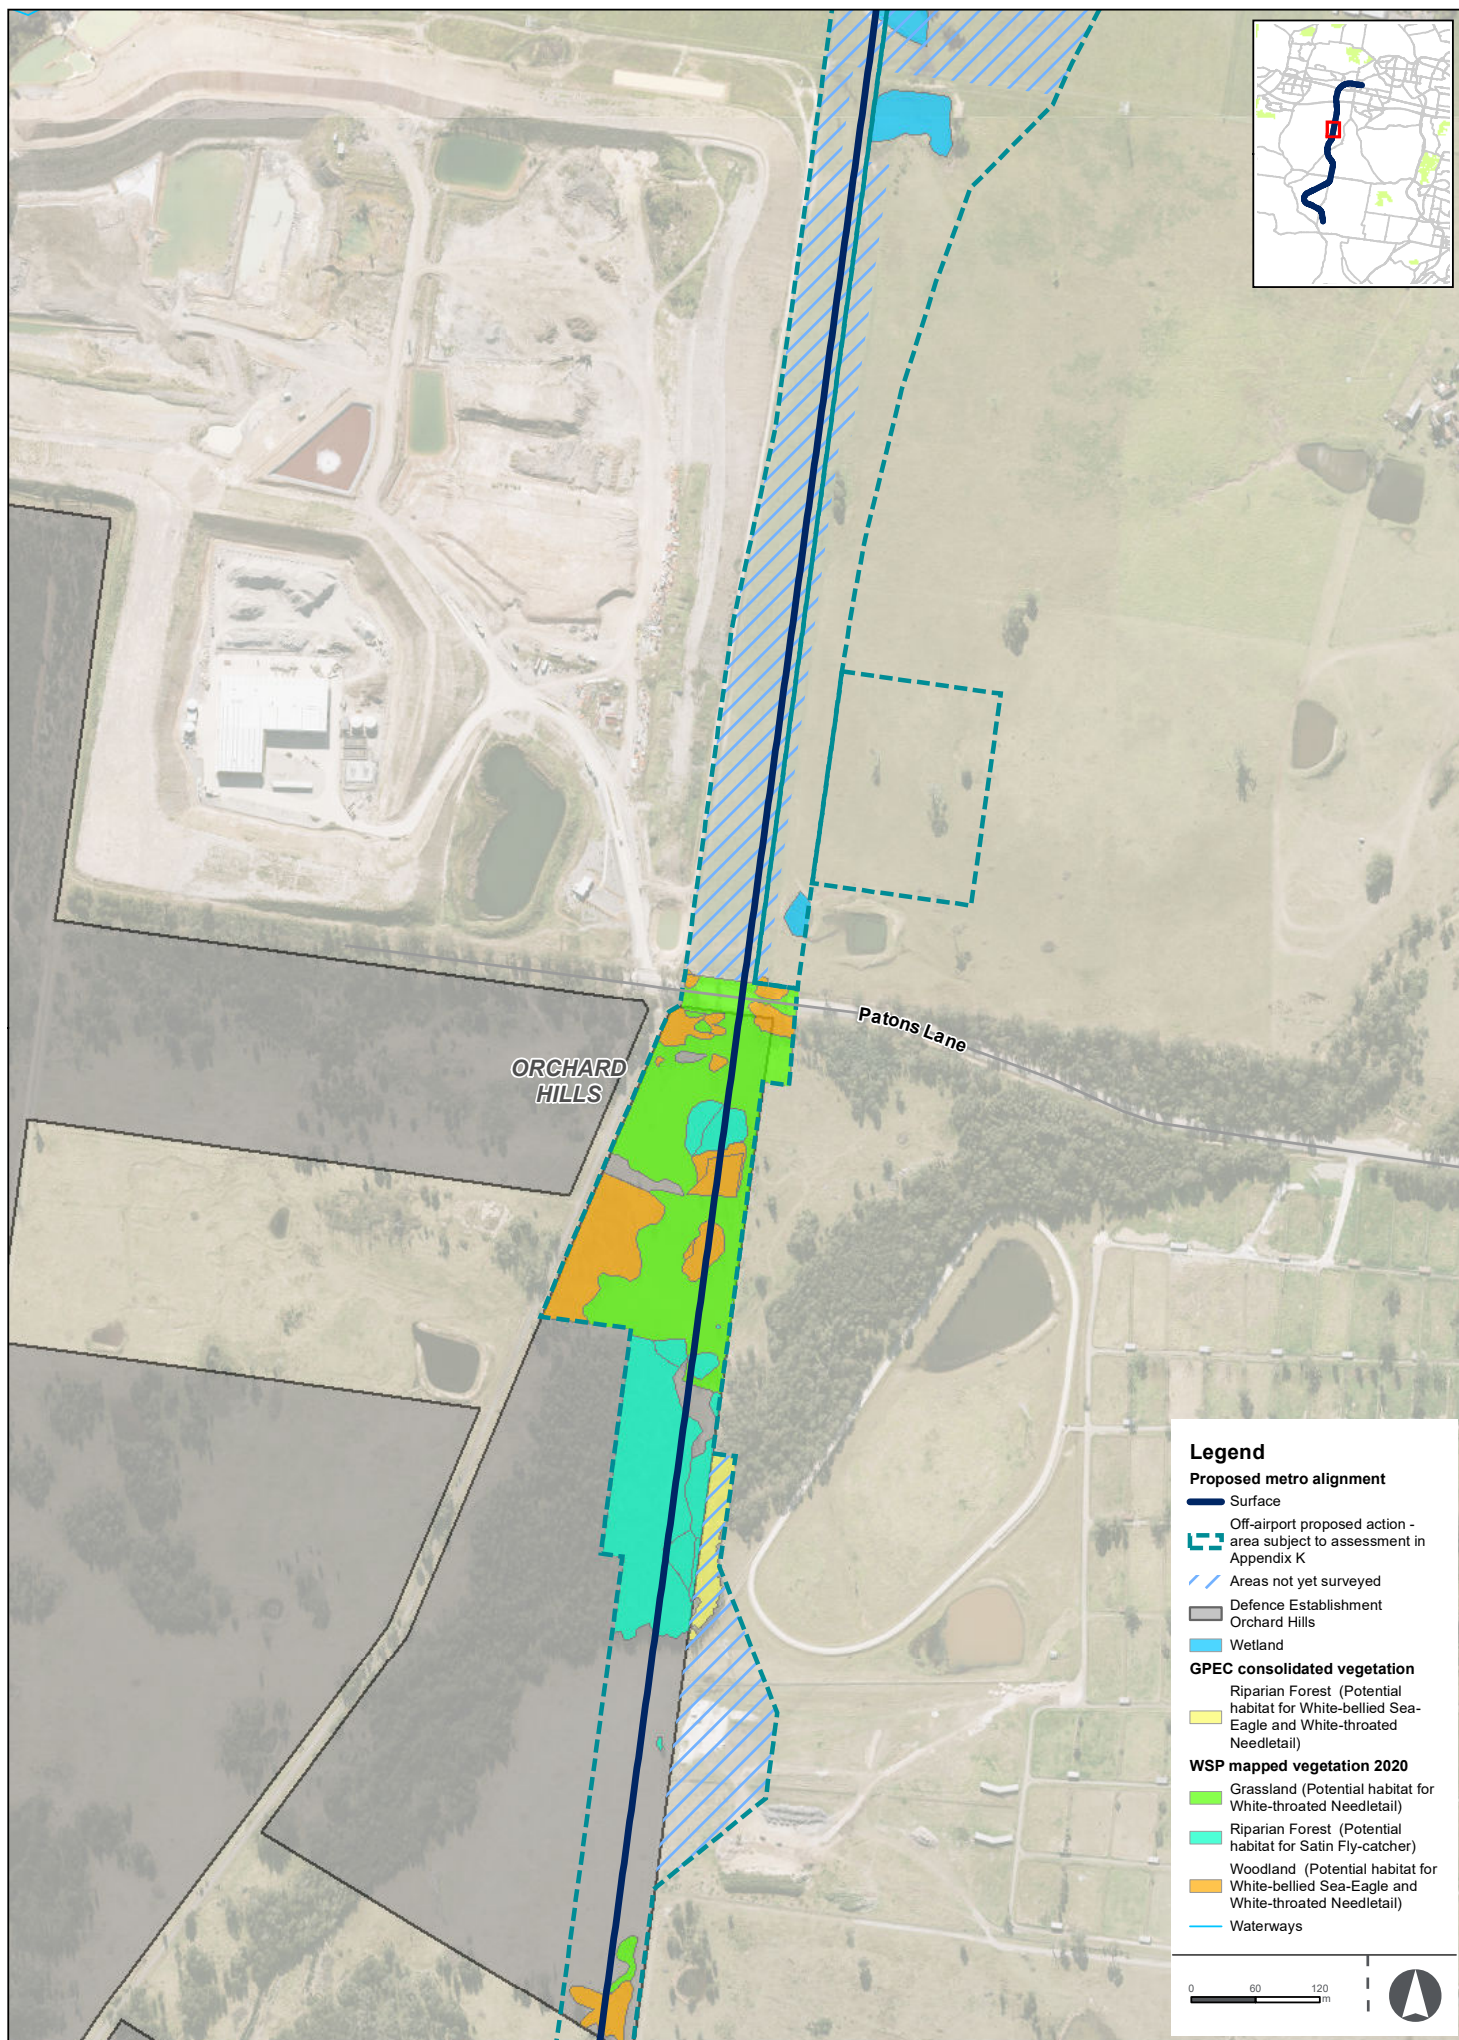 Patons Lane
ORCHARD
HILLS
Legend
Proposed metro alignment
Surface
Off-airport proposed action -
area subject to assessment in
Appendix K
Areas not yet surveyed
Defence Establishment
Orchard Hills
Wetland
GPEC consolidated vegetation
Riparian Forest (Potential
habitat for White-bellied Sea-
Eagle and White-throated
Needletail)
WSP mapped vegetation 2020
Grassland (Potential habitat for
White-throated Needletail)
Riparian Forest (Potential
habitat for Satin Fly-catcher)
Woodland (Potential habitat for
White-bellied Sea-Eagle and
White-throated Needletail)
Waterways
0 60 120
m